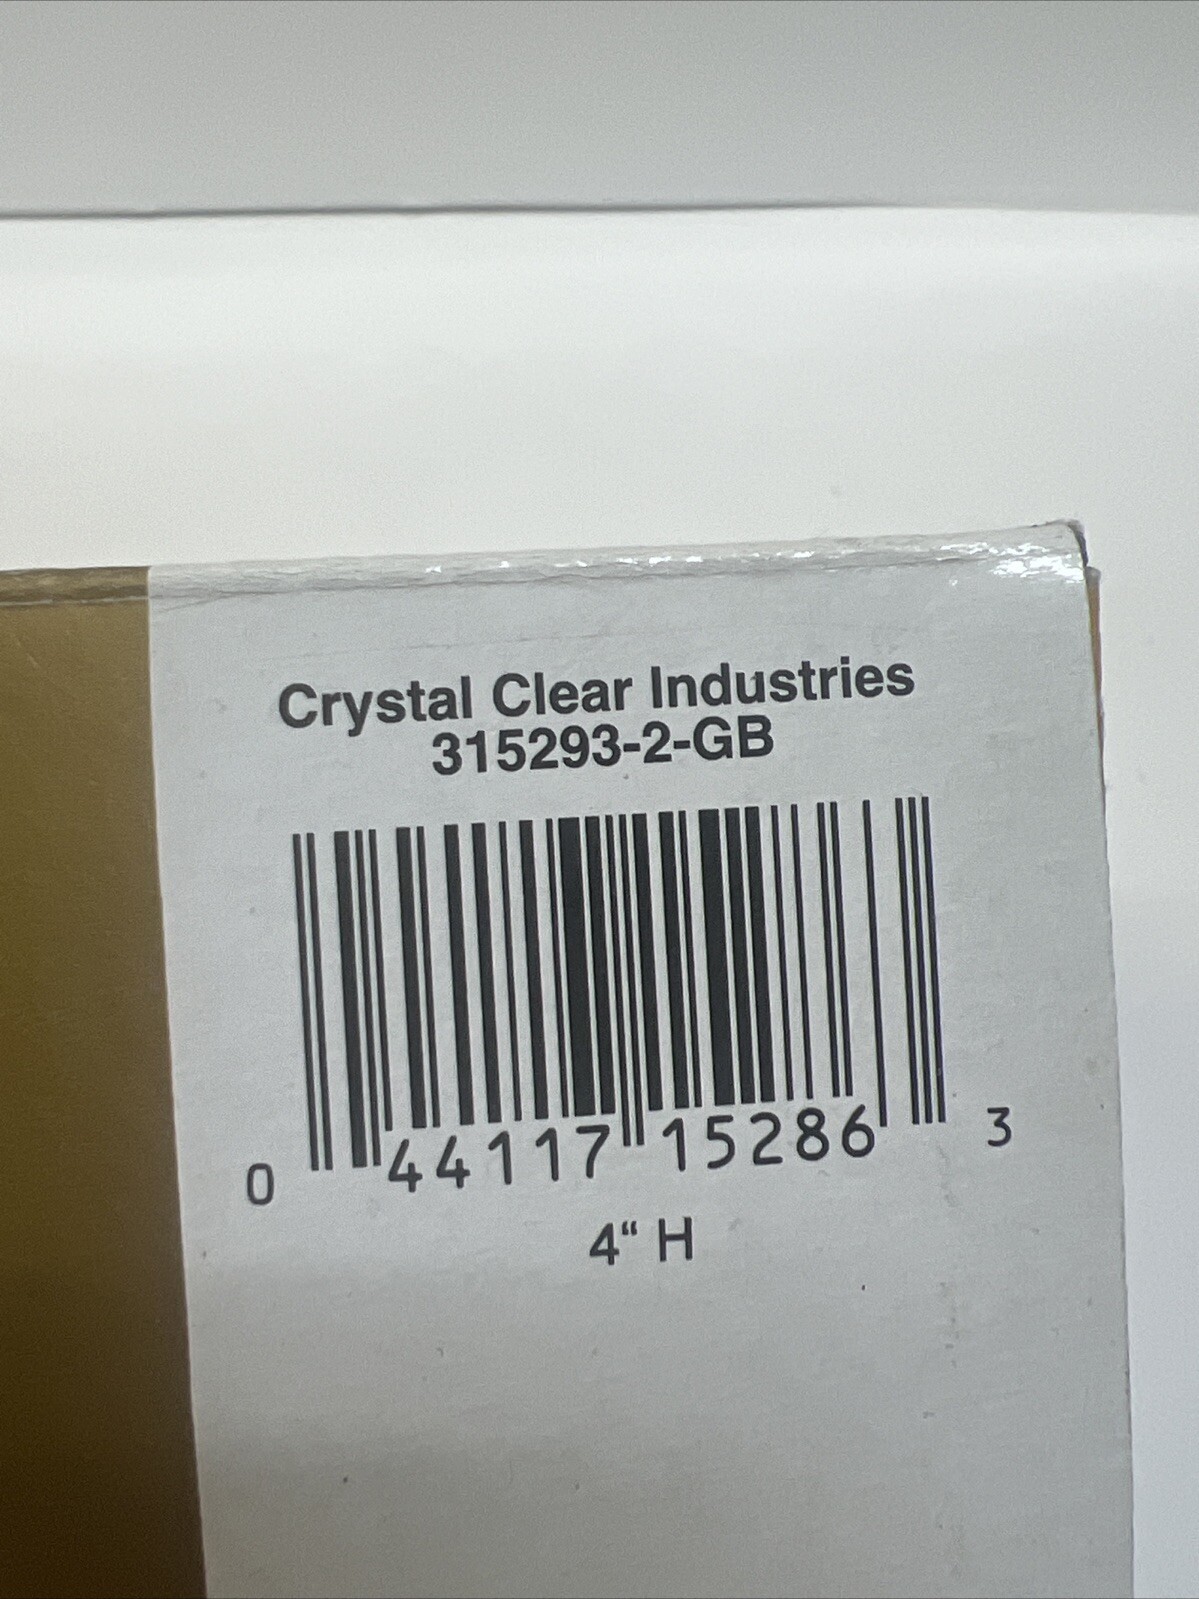 Crystal Clear Industries
315293-2-GB
0 44117 15286 3
4“ H